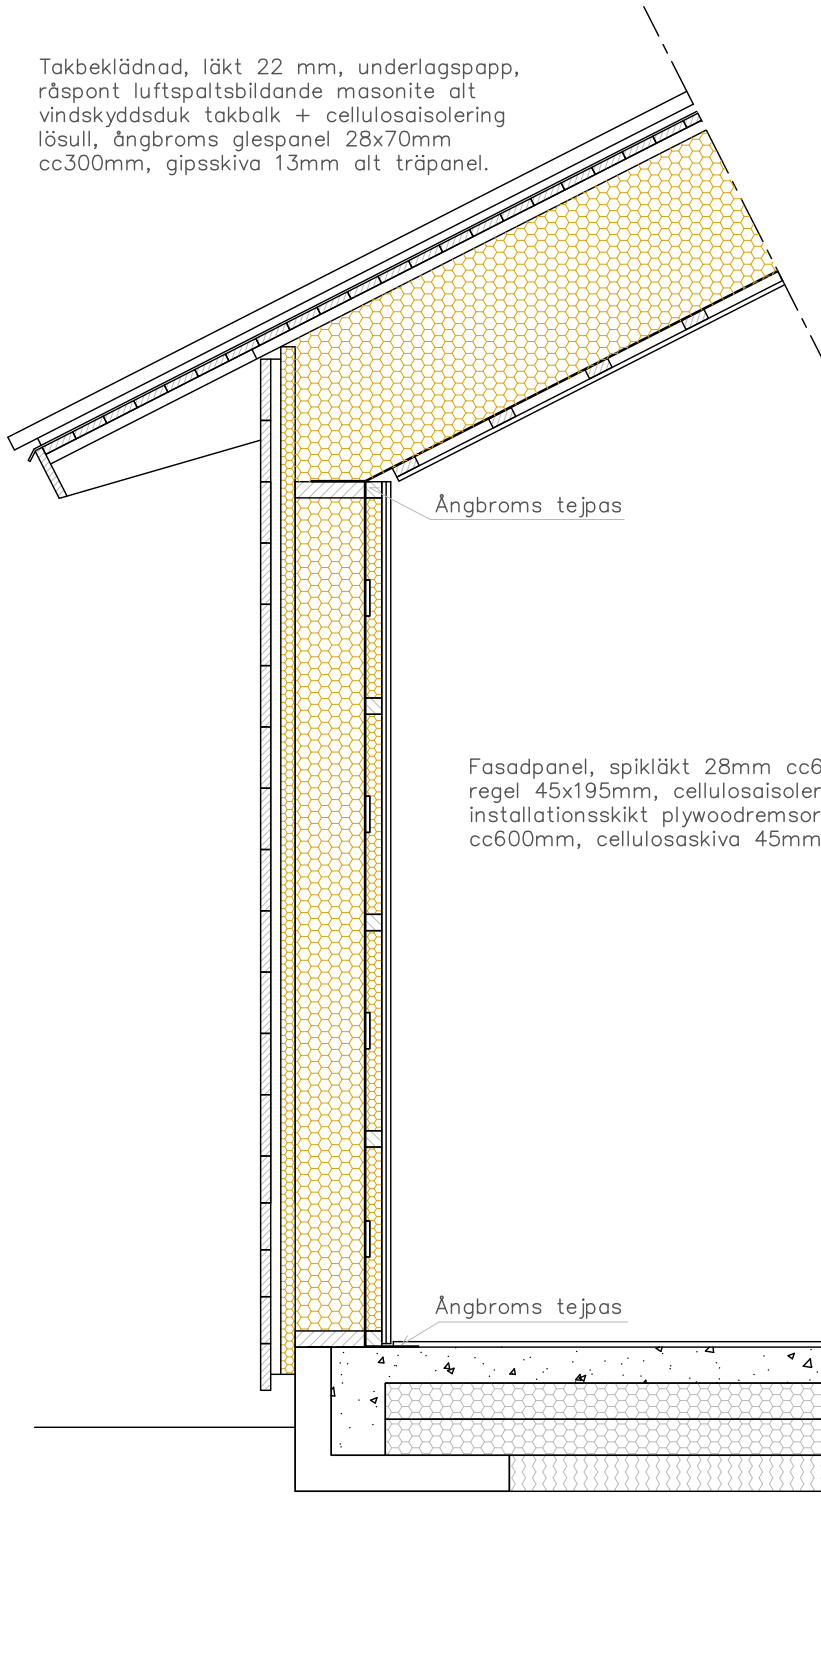 Takbeklädnad, läkt 22 mm, underlagspapp,
råspont luftspaltsbildande masonite alt
vindskyddsduk takbalk + cellulosaisolering
lösull, ångbroms glespanel 28x70mm
cc300mm, gipsskiva 13mm alt träpanel.
Ångbroms tejpas
Fasadpanel, spikläkt 28mm cc6
regel 45x195mm, cellulosaisoler
installationsskikt plywoodremsor
cc600mm, cellulosaskiva 45mm
Ångbroms tejpas